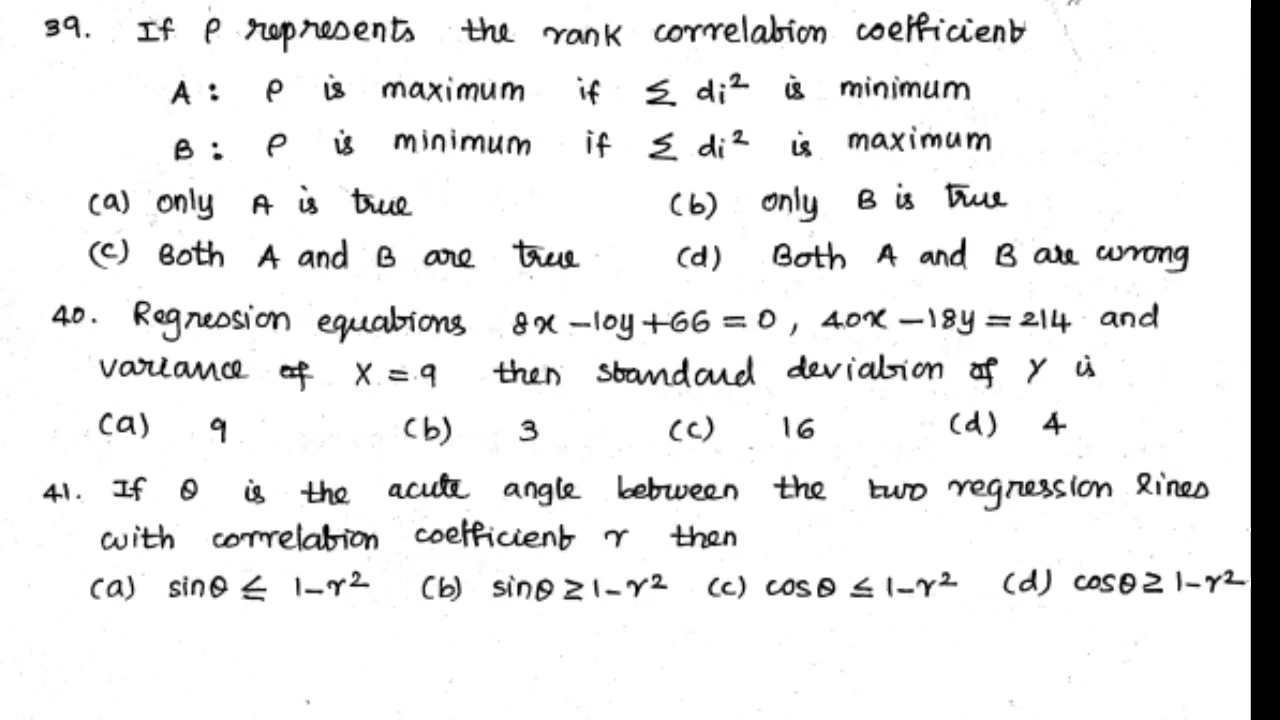 39. If ρ represents the rank correlation coefficient
A : ρ is maximum if Σ di² is minimum
B : ρ is minimum if Σ di² is maximum
(a) only A is true (b) only B is true
(c) Both A and B are true (d) Both A and B are wrong
40. Regression equations 8x – 10y + 66 = 0 , 40x – 18y = 214 and
variance of X = 9 then standard deviation of Y is
(a) 9 (b) 3 (c) 16 (d) 4
41. If θ is the acute angle between the two regression lines
with correlation coefficient r then
(a) sinθ ≤ 1–r² (b) sinθ ≥ 1–r² (c) cosθ ≤ 1–r² (d) cosθ ≥ 1–r²